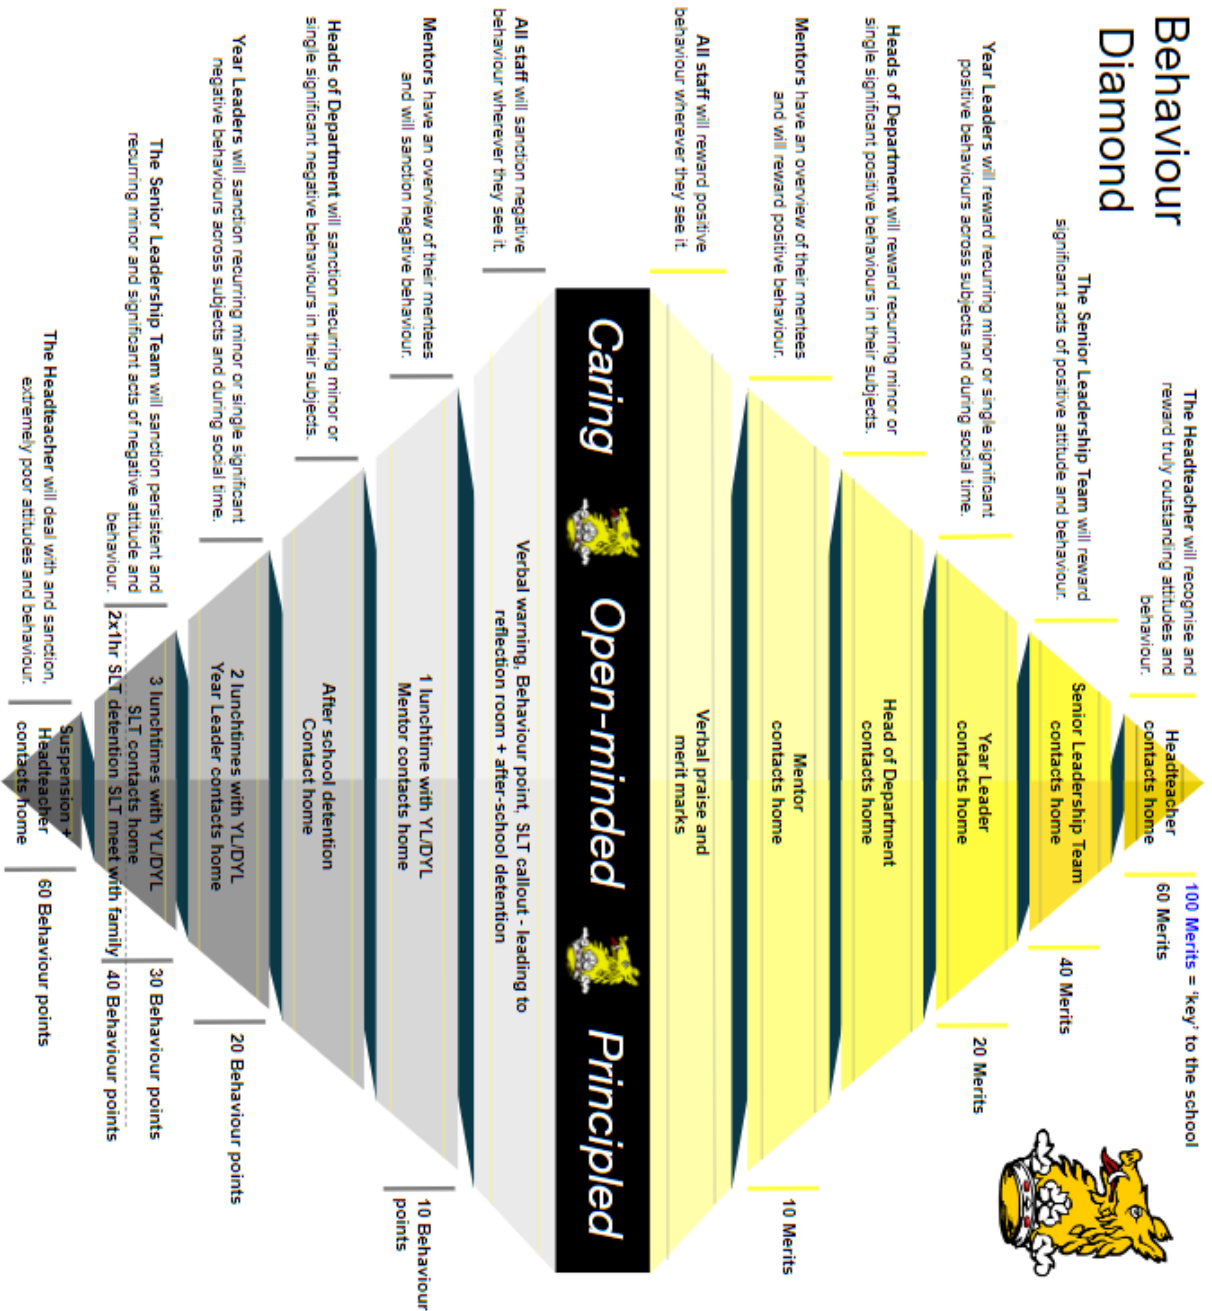 Behaviour
Diamond
The Headteacher will recognise and
reward truly outstanding attitudes and
behaviour.
Headteacher
contacts home
100 Merits = 'key' to the school
60 Merits
The Senior Leadership Team will reward
significant acts of positive attitude and behaviour.
Senior Leadership Team
contacts home
40 Merits
Year Leaders will reward recurring minor or single significant
positive behaviours across subjects and during social time.
Year Leader
contacts home
20 Merits
Heads of Department will reward recurring minor or
single significant positive behaviours in their subjects.
Head of Department
contacts home
Mentors have an overview of their mentees
and will reward positive behaviour.
Mentor
contacts home
10 Merits
All staff will reward positive
behaviour wherever they see it.
Verbal praise and
merit marks
Caring Open-minded Principled
All staff will sanction negative
behaviour wherever they see it.
Verbal warning, Behaviour point, SLT callout - leading to
reflection room + after-school detention
Mentors have an overview of their mentees
and will sanction negative behaviour.
1 lunchtime with YL/DYL
Mentor contacts home
10 Behaviour
points
Heads of Department will sanction recurring minor or
single significant negative behaviours in their subjects.
After school detention
Contact home
Year Leaders will sanction recurring minor or single significant
negative behaviours across subjects and during social time.
2 lunchtimes with YL/DYL
Year Leader contacts home
20 Behaviour points
The Senior Leadership Team will sanction persistent and
recurring minor and significant acts of negative attitude and
behaviour.
3 lunchtimes with YL/DYL
SLT contacts home
30 Behaviour points
2x1hr SLT detention SLT meet with family
40 Behaviour points
The Headteacher will deal with and sanction,
extremely poor attitudes and behaviour.
Suspension +
Headteacher
contacts home
60 Behaviour points